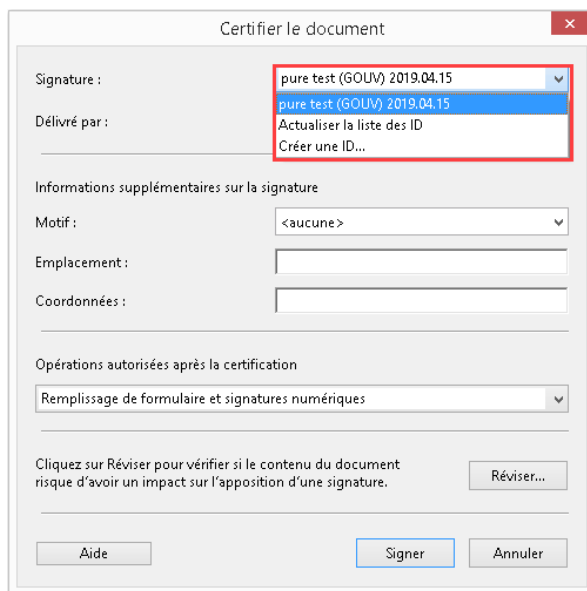 Certifier le document
Signature :
pure test (GOUV) 2019.04.15
pure test (GOUV) 2019.04.15
Actualiser la liste des ID
Créer une ID...
Délivré par :
Informations supplémentaires sur la signature
Motif :
<aucune>
Emplacement :
Coordonnées :
Opérations autorisées après la certification
Remplissage de formulaire et signatures numériques
Cliquez sur Réviser pour vérifier si le contenu du document
risque d'avoir un impact sur l'apposition d'une signature.
Réviser...
Aide
Signer
Annuler